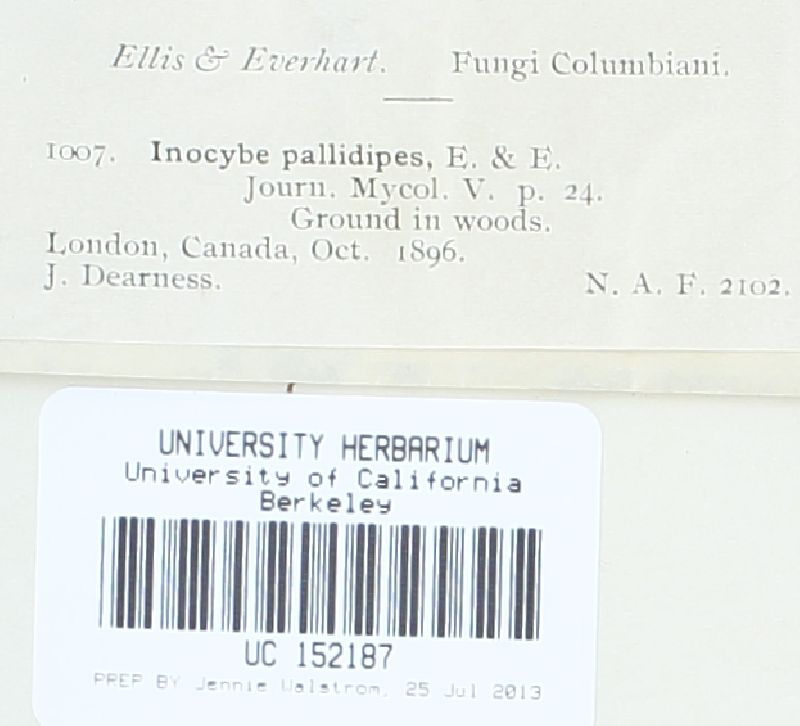 Ellis & Everhart. Fungi Columbiani.
1007. Inocybe pallidipes, E. & E.
Journ. Mycol. V. p. 24.
Ground in woods.
London, Canada, Oct. 1896.
J. Dearness. N. A. F. 2102.
UNIVERSITY HERBARIUM
University of California
Berkeley
UC 152187
PREP BY Jennie Walstrom, 25 Jul 2013